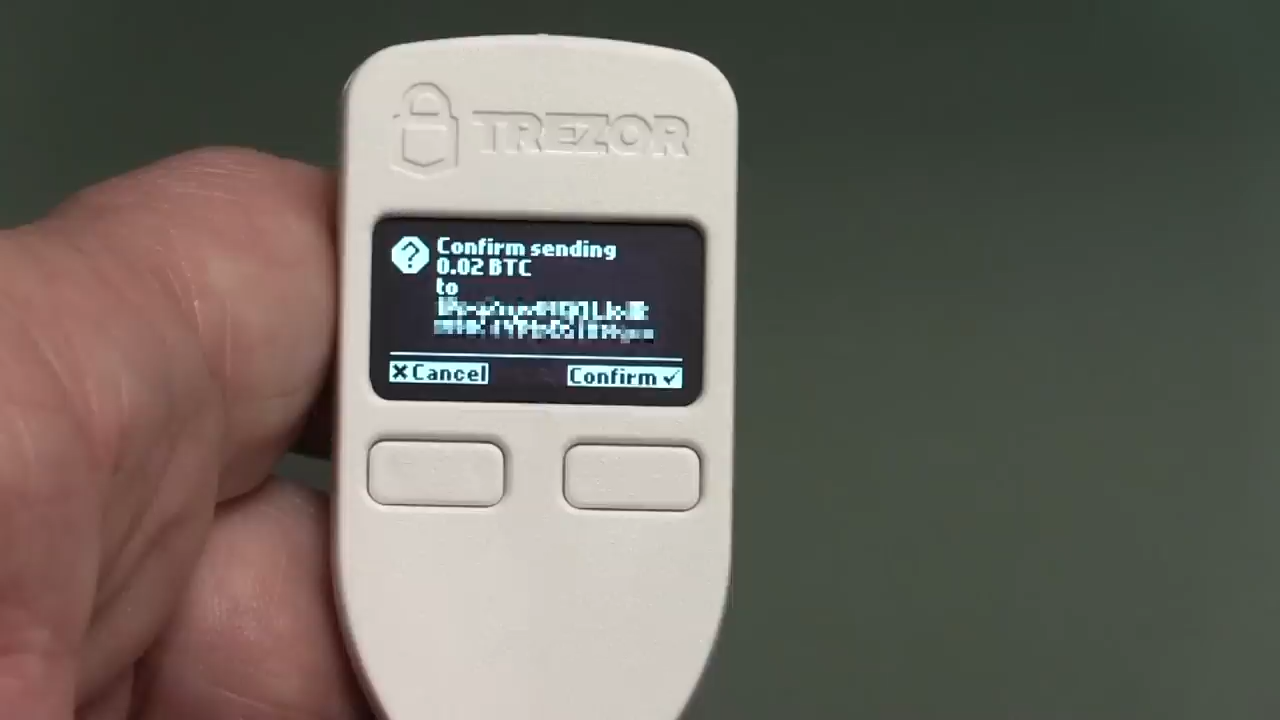 TREZOR
? Confirm sending
0.02 BTC
to
×Cancel Confirm✓